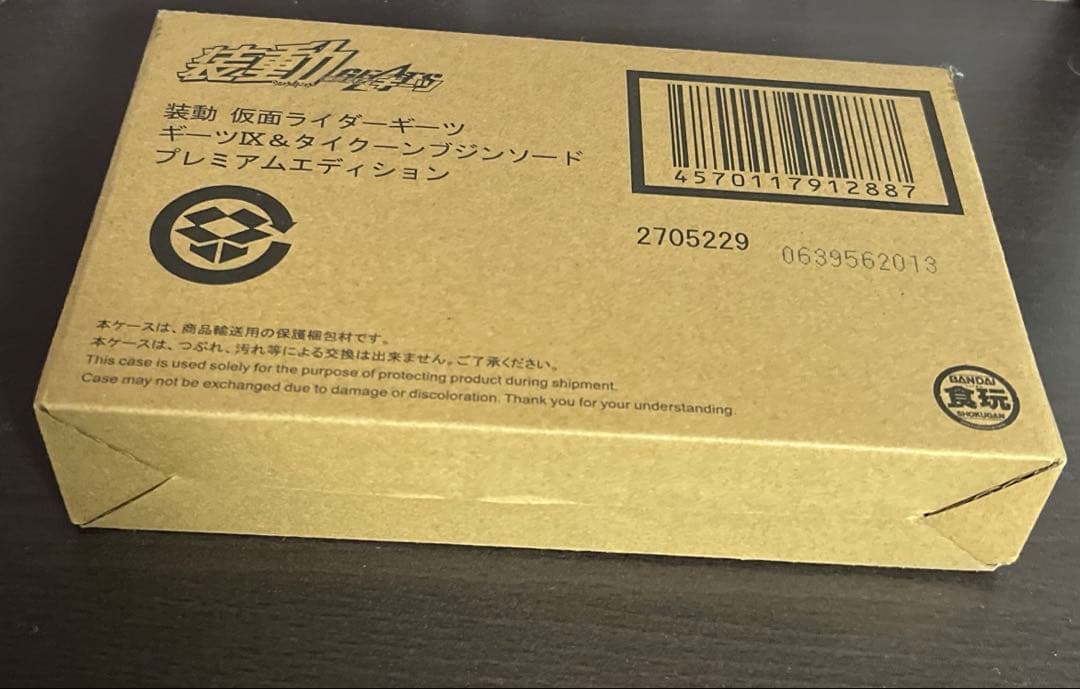 装動 GEATS
装動 仮面ライダーギーツ
ギーツⅨ&タイクーンブジンソード
プレミアムエディション
4570117912887
2705229
0639562013
本ケースは、商品輸送用の保護梱包材です。
本ケースは、つぶれ、汚れ等による交換は出来ません。ご了承ください。
This case is used solely for the purpose of protecting product during shipment.
Case may not be exchanged due to damage or discoloration. Thank you for your understanding.
BANDAI
食玩
SHOKUGAN